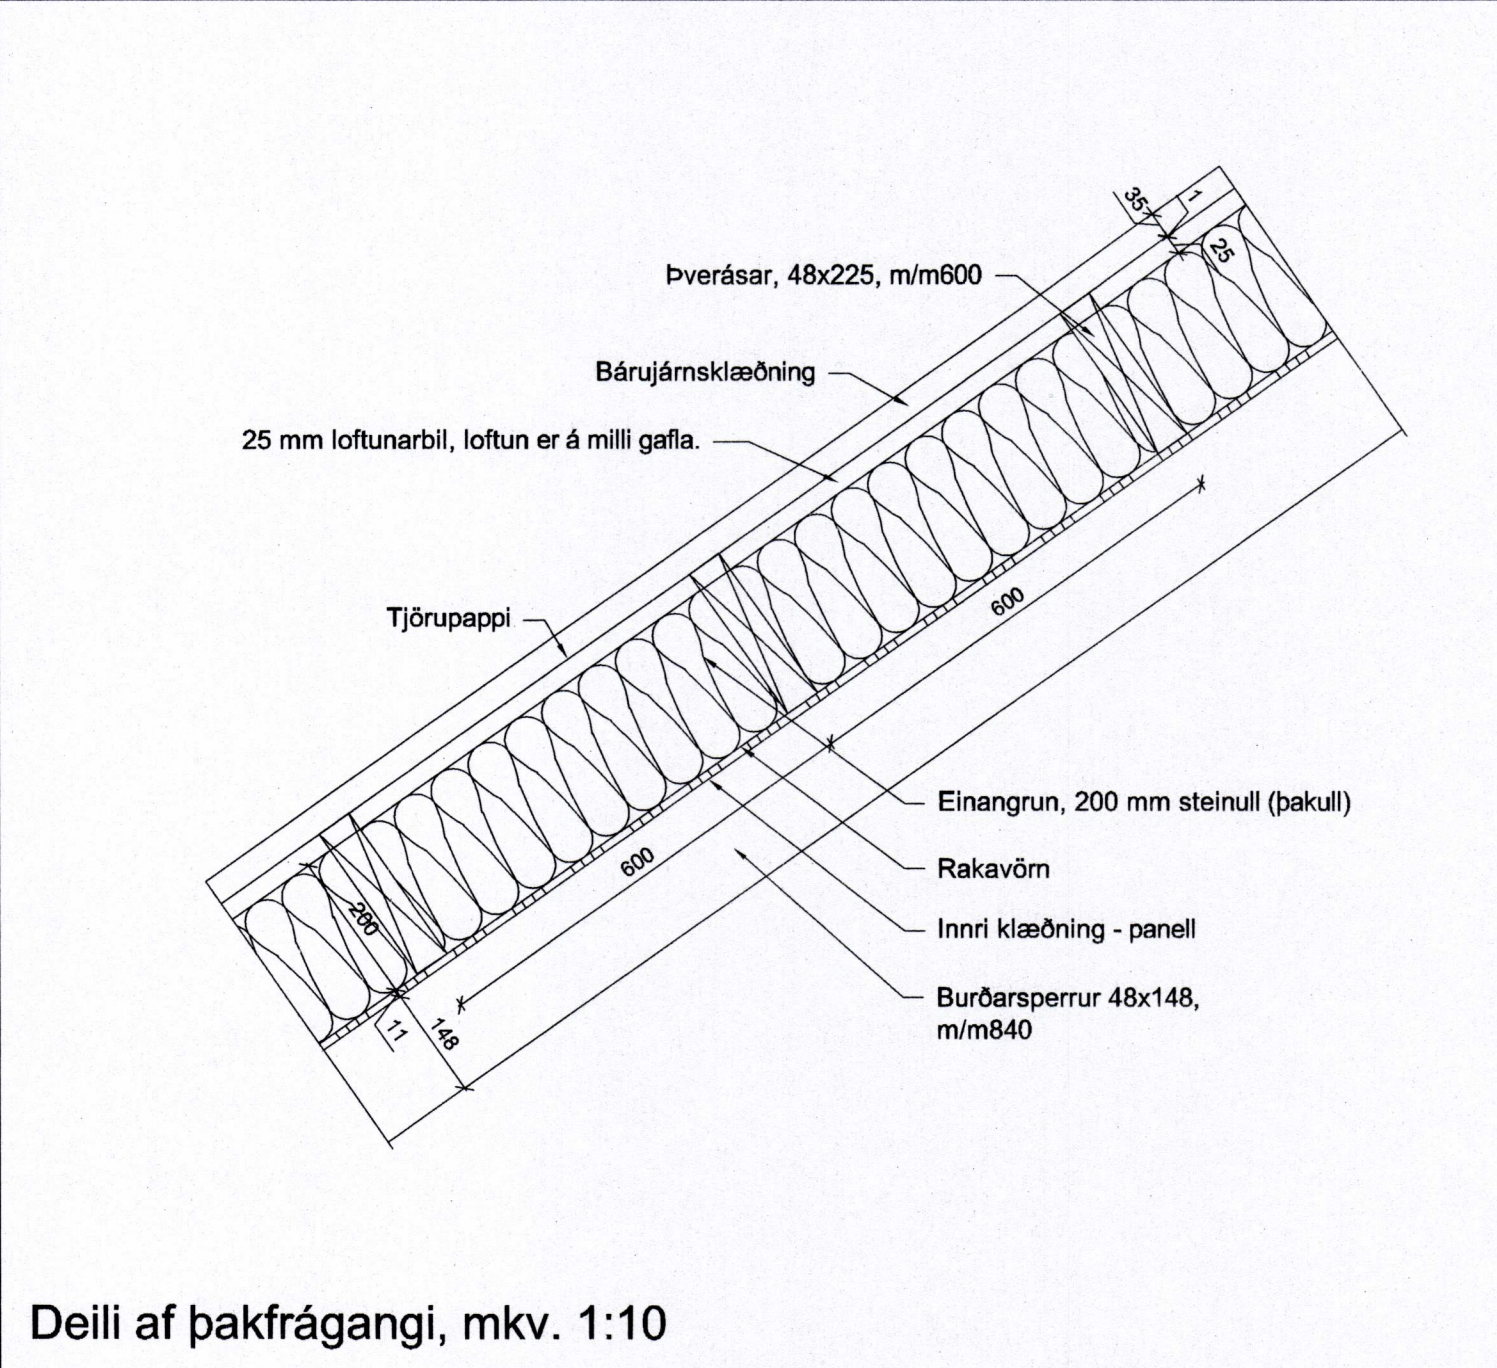 35
1
25
Þverásar, 48x225, m/m600
Bárujárnsklæðning
25 mm loftunarbil, loftun er á milli gafla.
Tjörupappi
600
600
200
11
148
Einangrun, 200 mm steinull (þakull)
Rakavörn
Innri klæðning - panell
Burðarsperrur 48x148,
m/m840
Deili af þakfrágangi, mkv. 1:10